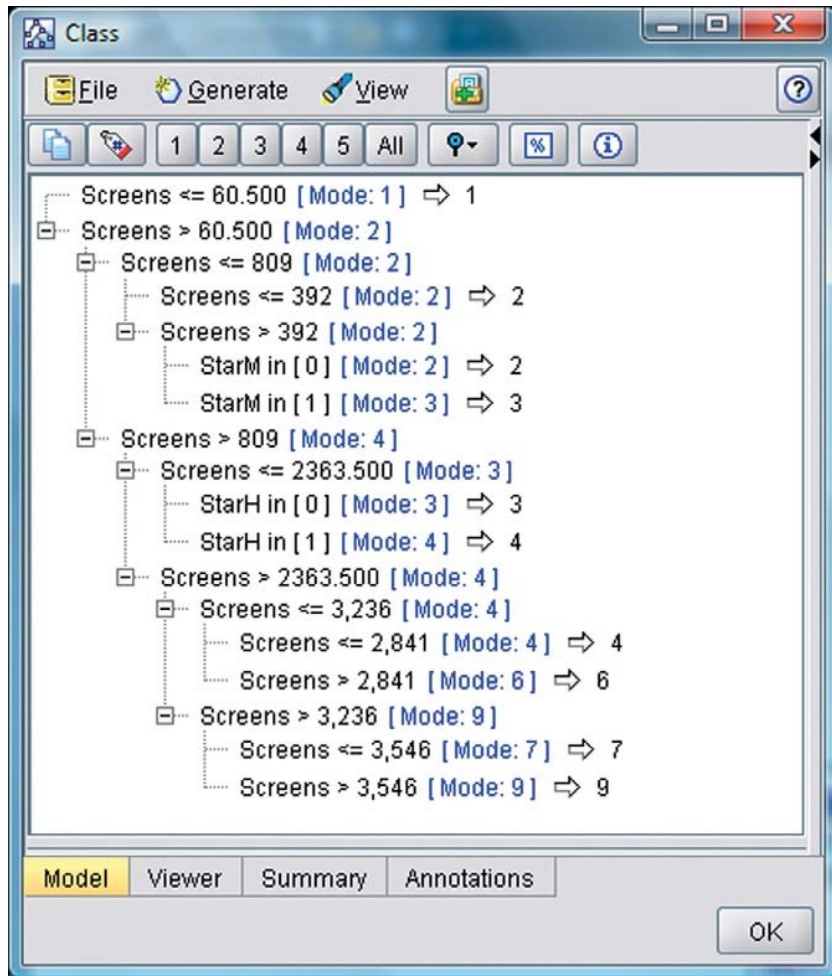 Class
File Generate View
1 2 3 4 5 All %
Screens <= 60.500 [Mode: 1] ⇨ 1
Screens > 60.500 [Mode: 2]
Screens <= 809 [Mode: 2]
Screens <= 392 [Mode: 2] ⇨ 2
Screens > 392 [Mode: 2]
StarM in [0] [Mode: 2] ⇨ 2
StarM in [1] [Mode: 3] ⇨ 3
Screens > 809 [Mode: 4]
Screens <= 2363.500 [Mode: 3]
StarH in [0] [Mode: 3] ⇨ 3
StarH in [1] [Mode: 4] ⇨ 4
Screens > 2363.500 [Mode: 4]
Screens <= 3,236 [Mode: 4]
Screens <= 2,841 [Mode: 4] ⇨ 4
Screens > 2,841 [Mode: 6] ⇨ 6
Screens > 3,236 [Mode: 9]
Screens <= 3,546 [Mode: 7] ⇨ 7
Screens > 3,546 [Mode: 9] ⇨ 9
Model Viewer Summary Annotations
OK